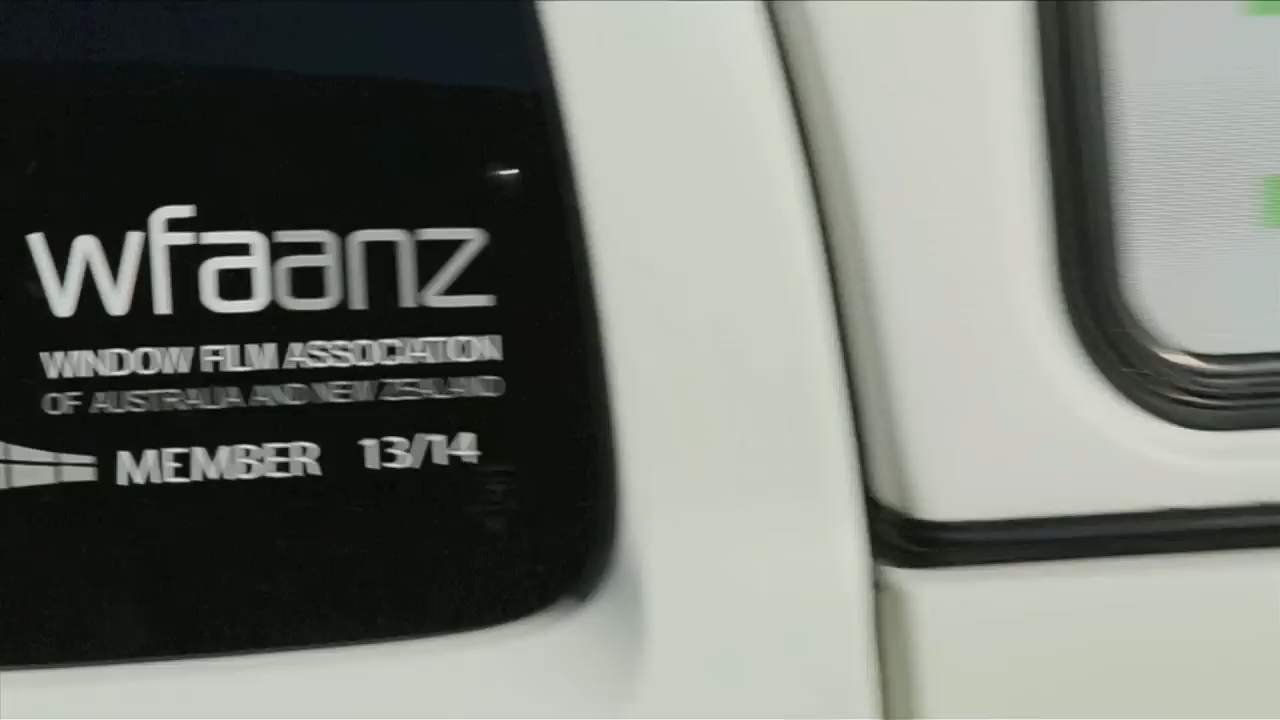 wfaanz
WINDOW FILM ASSOCIATION
OF AUSTRALIA AND NEW ZEALAND
MEMBER 13/14